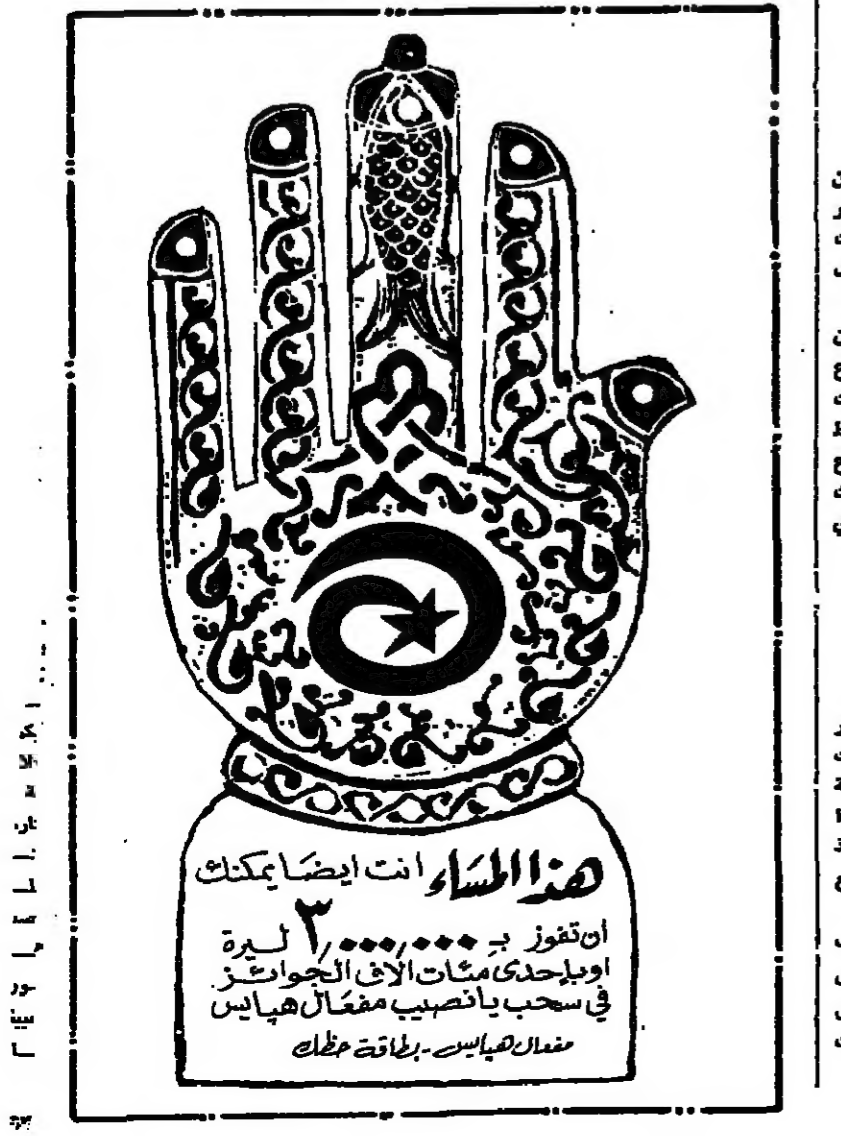 هذا المساء انت ايضا يمكنك
ان تفوز بـ ٣٬٠٠٠٬٠٠٠ ليرة
او بإحدى مئات الاف الجوائز
في سحب يانصيب مفعال هپايس
مفعال هپايس - بطاقة حظك